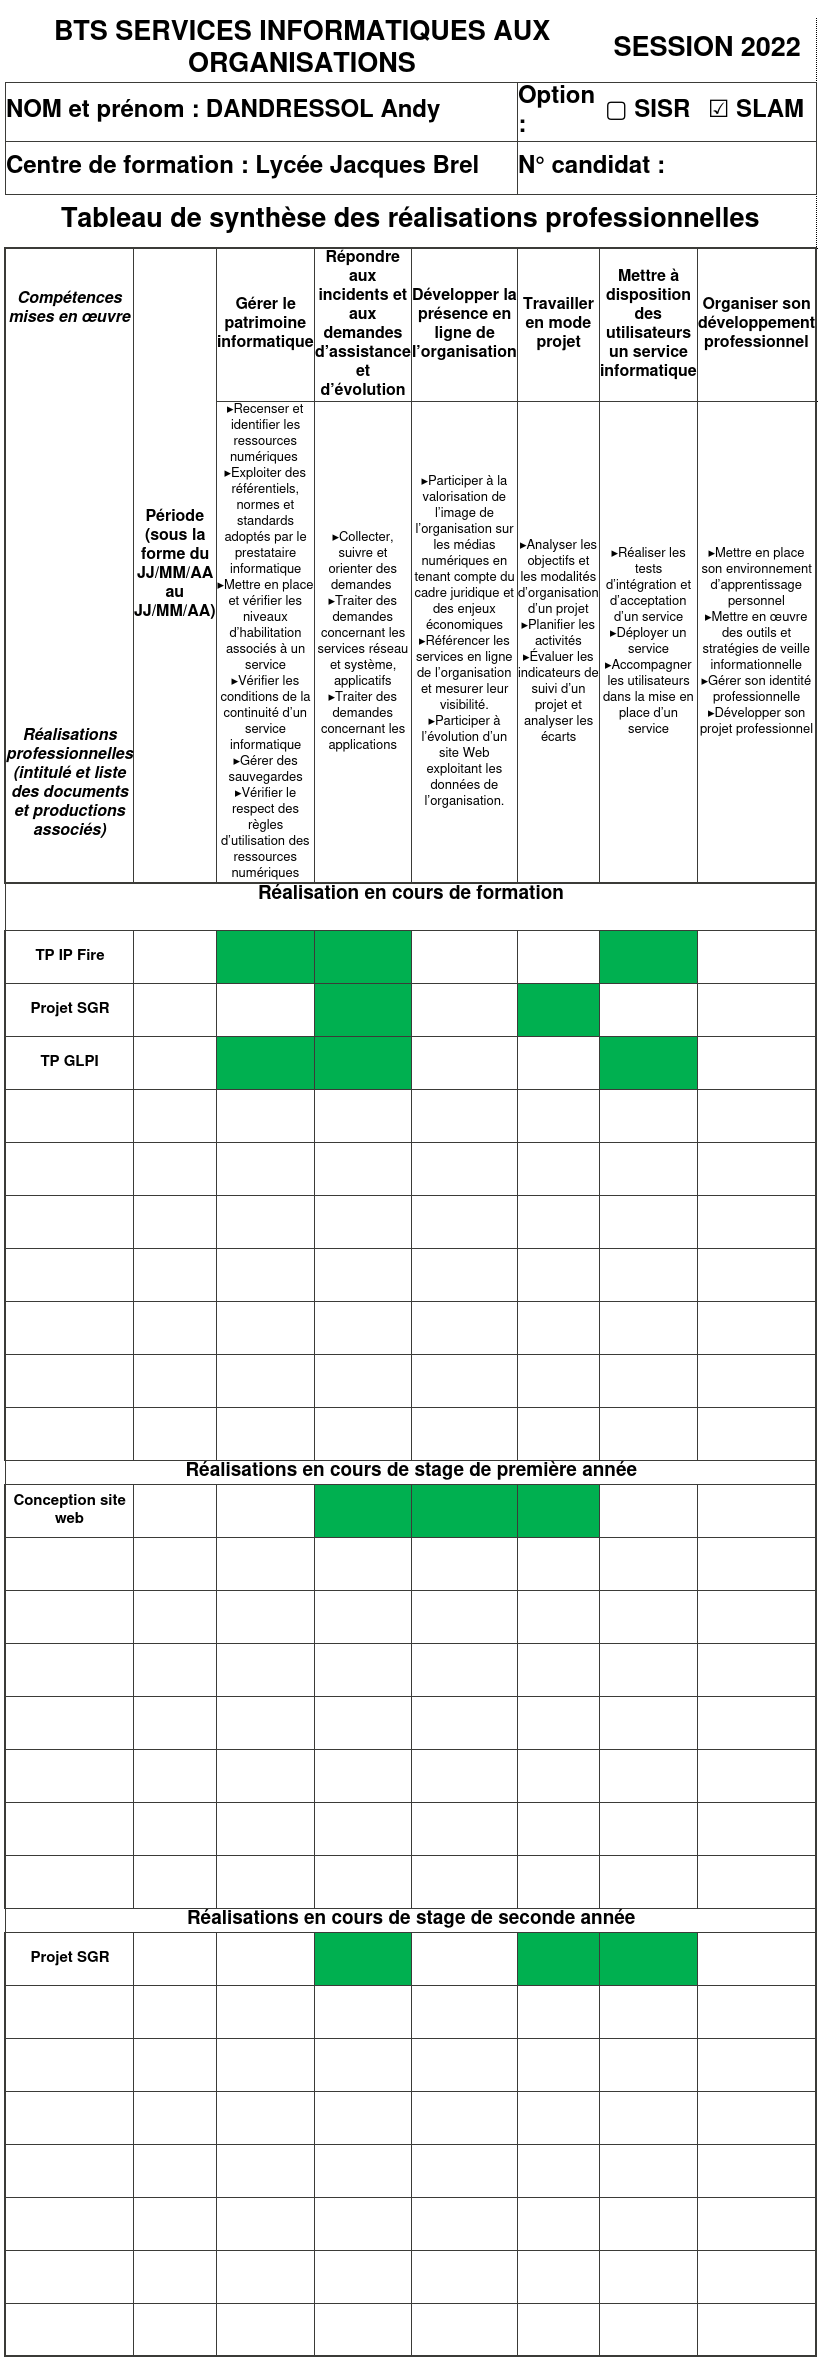 BTS SERVICES INFORMATIQUES AUX
ORGANISATIONS
SESSION 2022
NOM et prénom : DANDRESSOL Andy
Option
:
▢ SISR ☑ SLAM
Centre de formation : Lycée Jacques Brel
N° candidat :
Tableau de synthèse des réalisations professionnelles
Compétences
mises en œuvre
Réalisations
professionnelles
(intitulé et liste
des documents
et productions
associés)
Période
(sous la
forme du
JJ/MM/AA
au
JJ/MM/AA)
Gérer le
patrimoine
informatique
Répondre
aux
incidents et
aux
demandes
d’assistance
et
d’évolution
Développer la
présence en
ligne de
l’organisation
Travailler
en mode
projet
Mettre à
disposition
des
utilisateurs
un service
informatique
Organiser son
développement
professionnel
▸Recenser et
identifier les
ressources
numériques
▸Exploiter des
référentiels,
normes et
standards
adoptés par le
prestataire
informatique
▸Mettre en place
et vérifier les
niveaux
d’habilitation
associés à un
service
▸Vérifier les
conditions de la
continuité d’un
service
informatique
▸Gérer des
sauvegardes
▸Vérifier le
respect des
règles
d’utilisation des
ressources
numériques
▸Collecter,
suivre et
orienter des
demandes
▸Traiter des
demandes
concernant les
services réseau
et système,
applicatifs
▸Traiter des
demandes
concernant les
applications
▸Participer à la
valorisation de
l’image de
l’organisation sur
les médias
numériques en
tenant compte du
cadre juridique et
des enjeux
économiques
▸Référencer les
services en ligne
de l’organisation
et mesurer leur
visibilité.
▸Participer à
l’évolution d’un
site Web
exploitant les
données de
l’organisation.
▸Analyser les
objectifs et
les modalités
d’organisation
d’un projet
▸Planifier les
activités
▸Évaluer les
indicateurs de
suivi d’un
projet et
analyser les
écarts
▸Réaliser les
tests
d’intégration et
d’acceptation
d’un service
▸Déployer un
service
▸Accompagner
les utilisateurs
dans la mise en
place d’un
service
▸Mettre en place
son environnement
d’apprentissage
personnel
▸Mettre en œuvre
des outils et
stratégies de veille
informationnelle
▸Gérer son identité
professionnelle
▸Développer son
projet professionnel
Réalisation en cours de formation
TP IP Fire
Projet SGR
TP GLPI
Réalisations en cours de stage de première année
Conception site
web
Réalisations en cours de stage de seconde année
Projet SGR